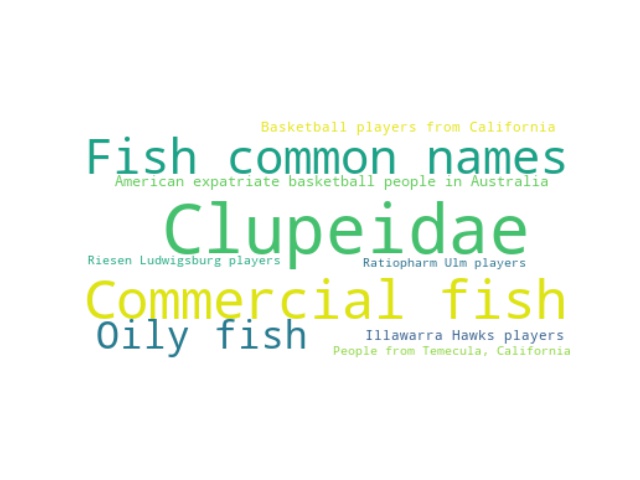 Basketball players from California
Fish common names
American expatriate basketball people in Australia
Clupeidae
Riesen Ludwigsburg players
Ratiopharm Ulm players
Commercial fish
Oily fish
Illawarra Hawks players
People from Temecula, California